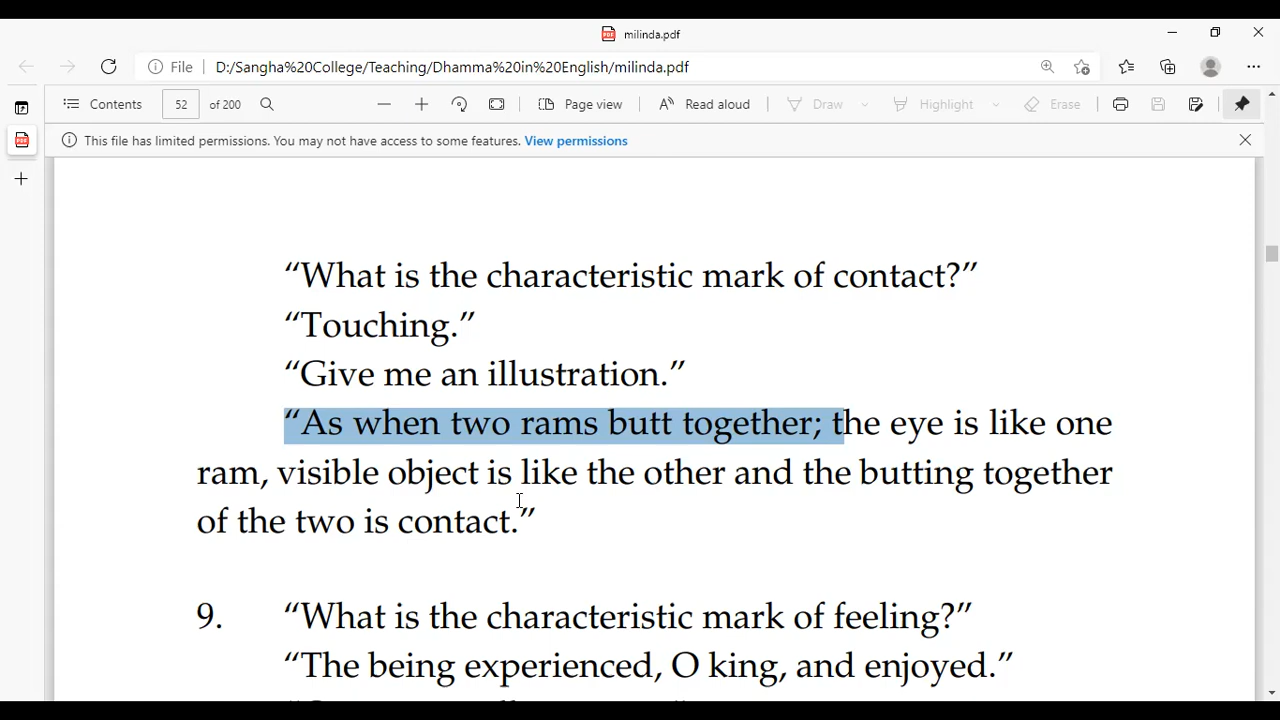 milinda.pdf
File D:/Sangha%20College/Teaching/Dhamma%20in%20English/milinda.pdf
Contents 52 of 200 Page view Read aloud Draw Highlight Erase
This file has limited permissions. You may not have access to some features. View permissions
“What is the characteristic mark of contact?”
“Touching.”
“Give me an illustration.”
“As when two rams butt together; the eye is like one
ram, visible object is like the other and the butting together
of the two is contact.”
9. “What is the characteristic mark of feeling?”
“The being experienced, O king, and enjoyed.”